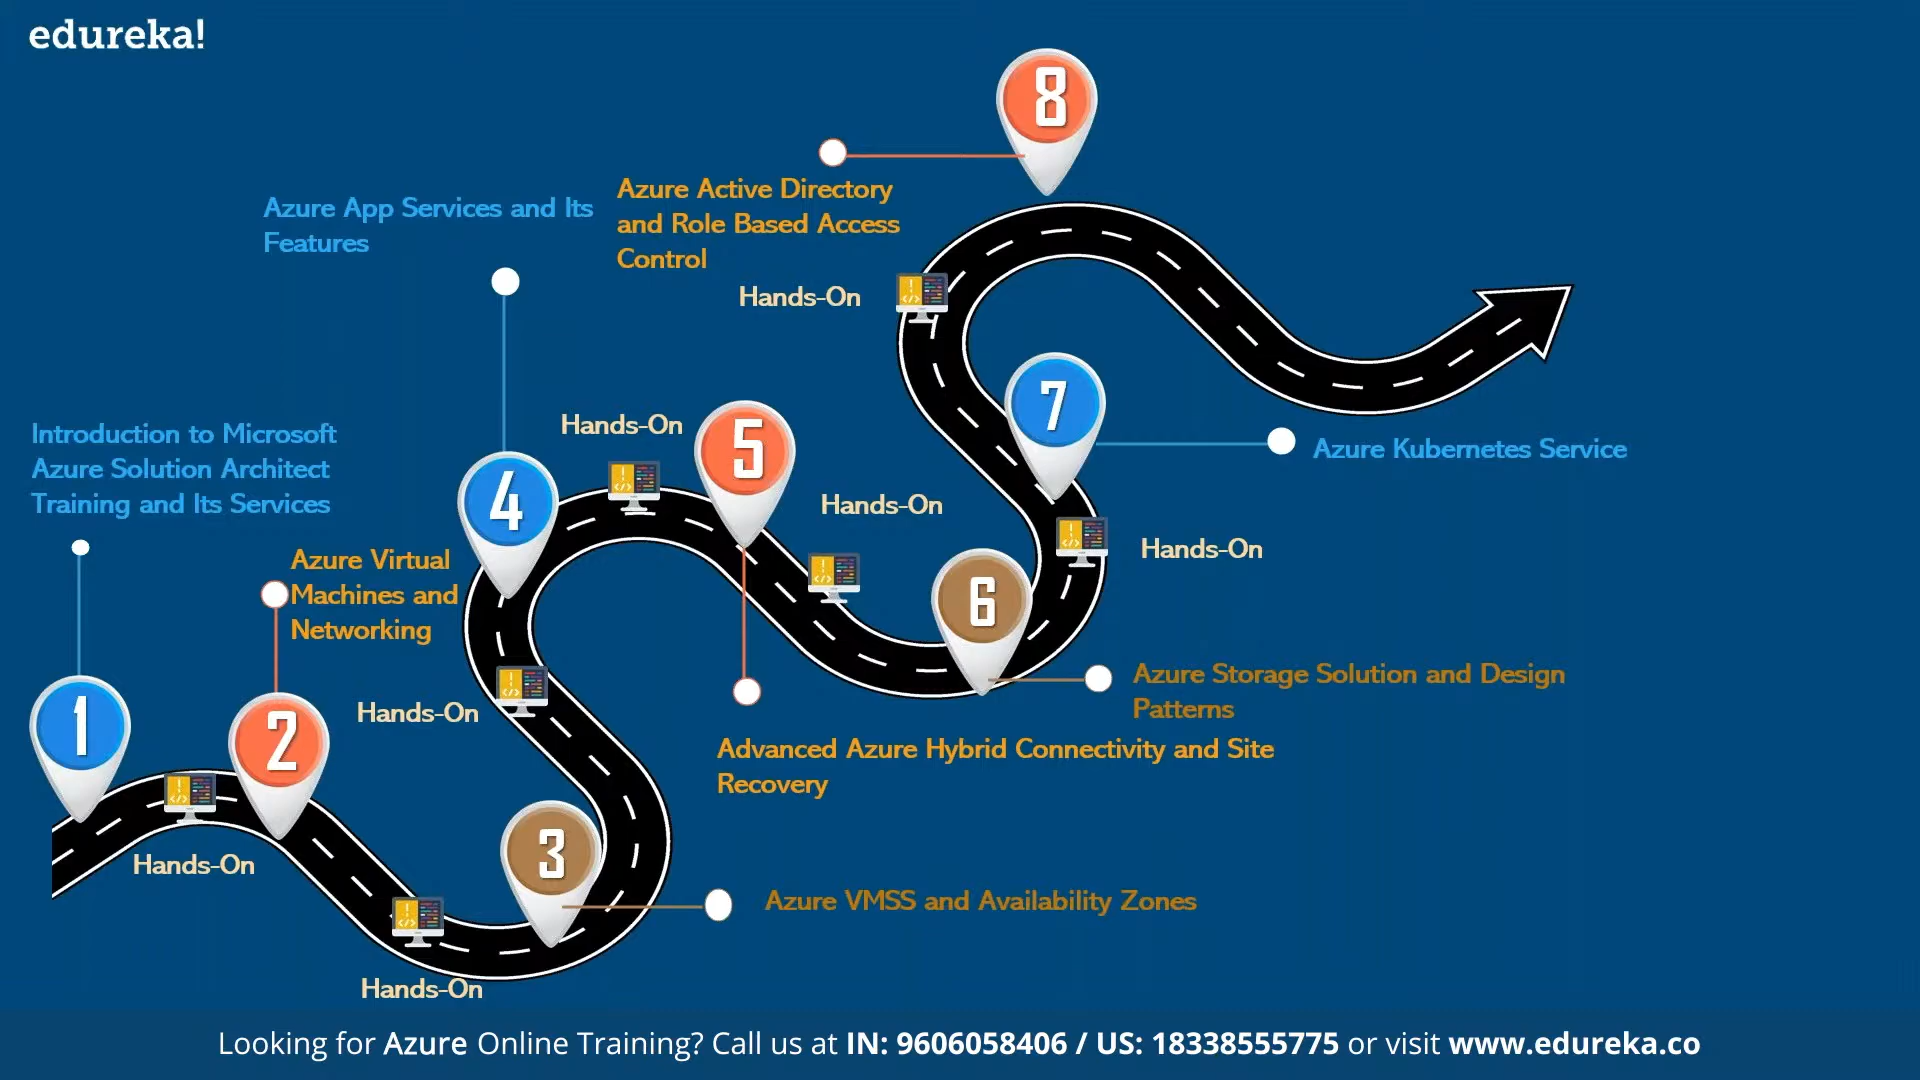 edureka!
8
Azure Active Directory
and Role Based Access
Control
Azure App Services and Its
Features
Hands-On
7
Azure Kubernetes Service
Introduction to Microsoft
Azure Solution Architect
Training and Its Services
Hands-On
5
4
Hands-On
Hands-On
Azure Virtual
Machines and
Networking
6
Azure Storage Solution and Design
Patterns
Hands-On
1
2
Advanced Azure Hybrid Connectivity and Site
Recovery
3
Hands-On
Azure VMSS and Availability Zones
Hands-On
Looking for Azure Online Training? Call us at IN: 9606058406 / US: 18338555775 or visit www.edureka.co